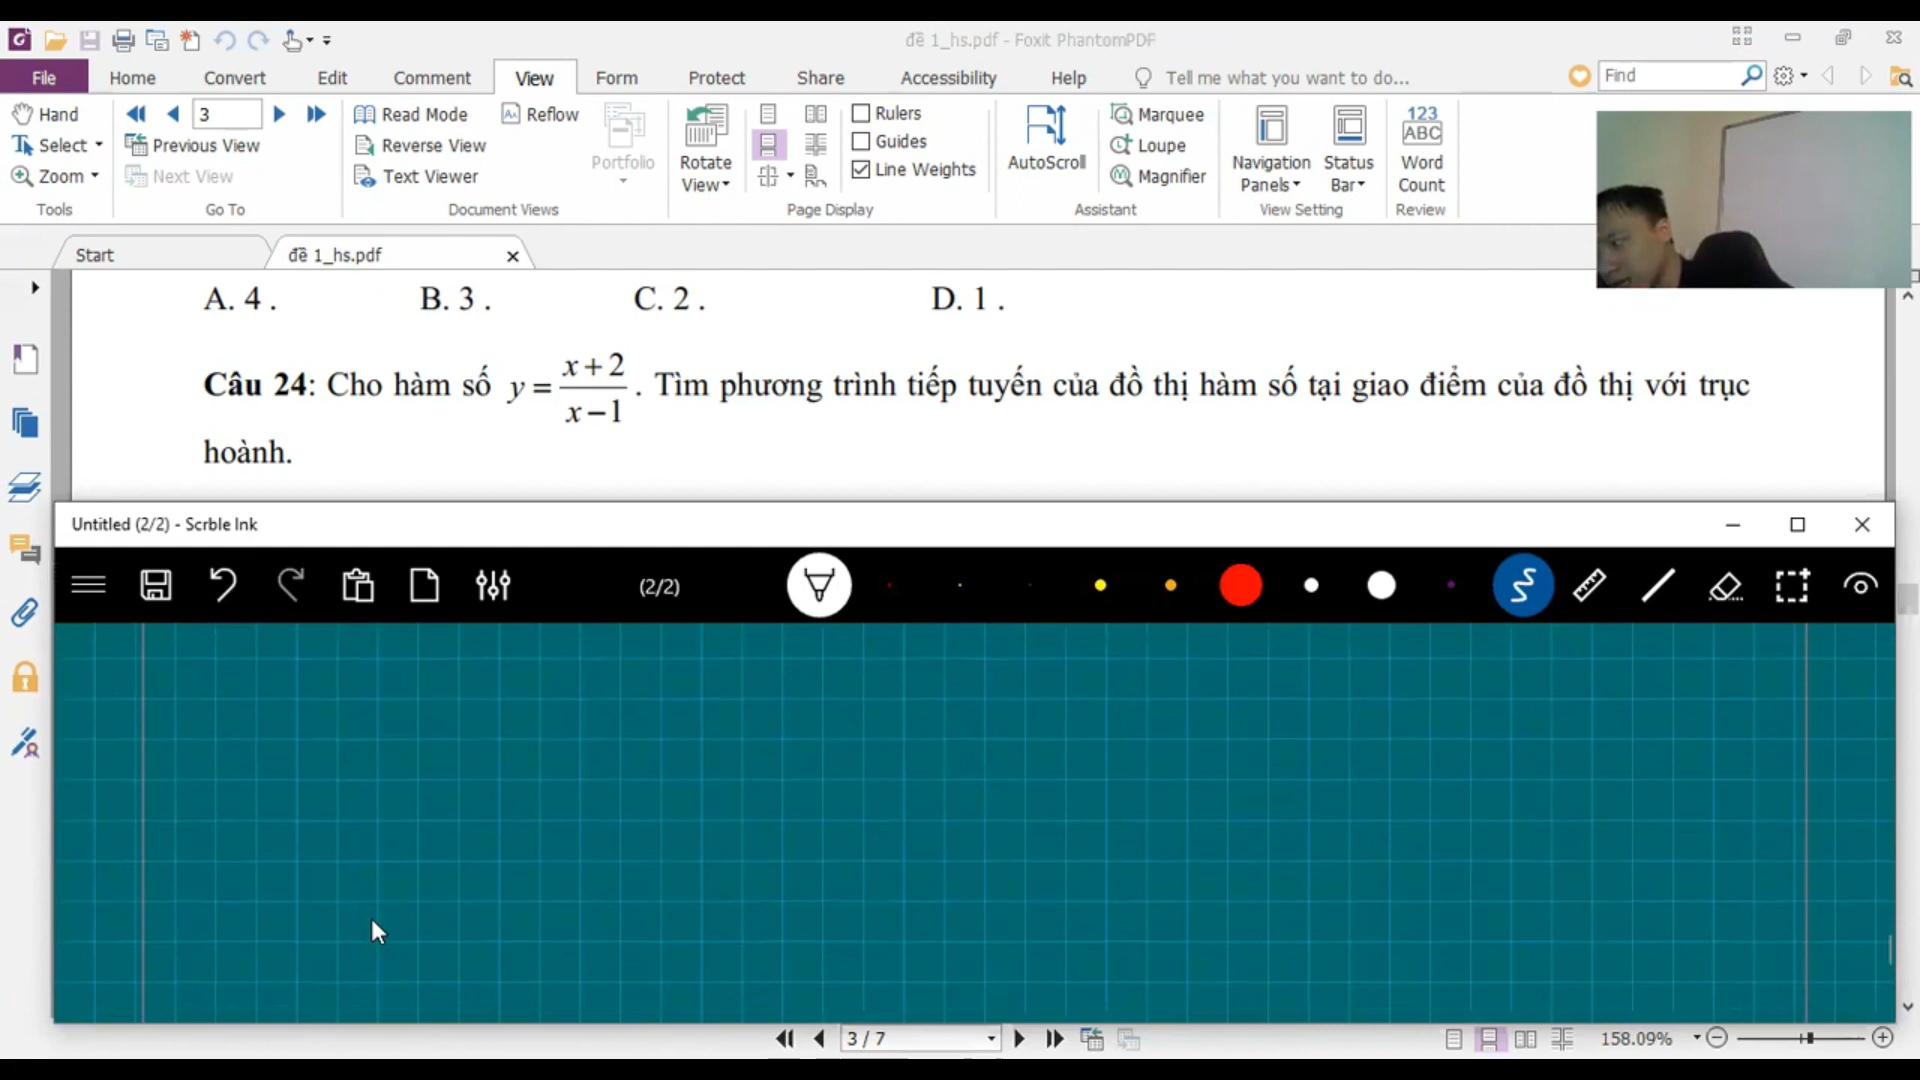 đề 1_hs.pdf - Foxit PhantomPDF
File Home Convert Edit Comment View Form Protect Share Accessibility Help Tell me what you want to do... Find
Hand 3 Read Mode Reflow Rulers Marquee 123
Select Previous View Reverse View Guides Loupe ABC
Zoom Next View Text Viewer Portfolio Rotate View Line Weights AutoScroll Magnifier Navigation Panels Status Bar Word Count
Tools Go To Document Views Page Display Assistant View Setting Review
Start đề 1_hs.pdf
A. 4 . B. 3 . C. 2 . D. 1 .
Câu 24: Cho hàm số y = (x+2)/(x−1) . Tìm phương trình tiếp tuyến của đồ thị hàm số tại giao điểm của đồ thị với trục
hoành.
Untitled (2/2) - Scrble Ink
(2/2)
3 / 7 158.09%